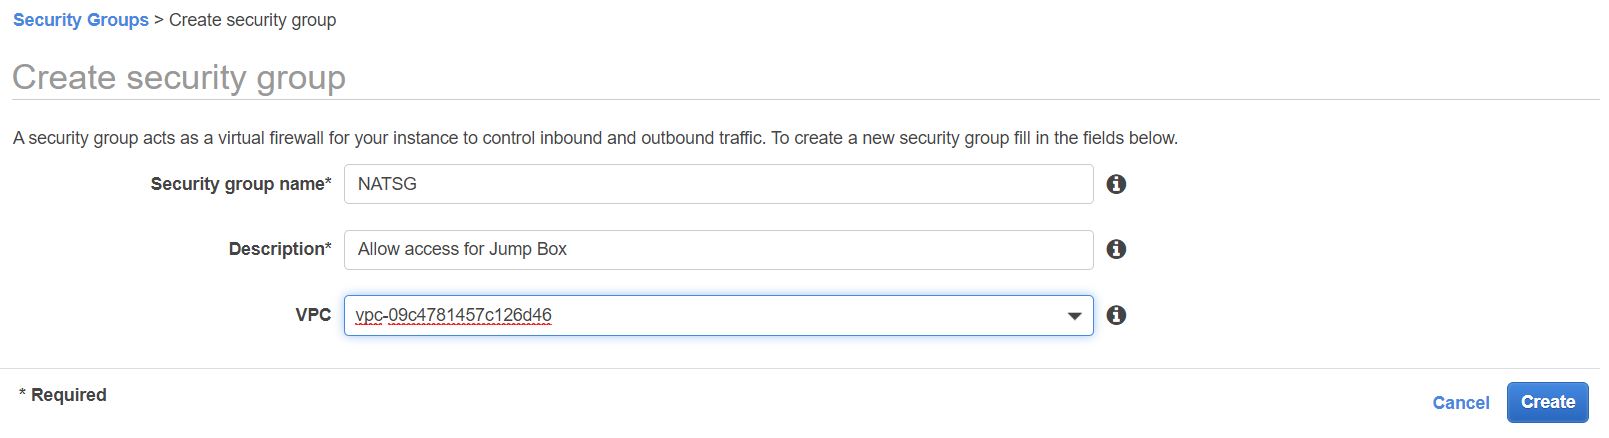 Security Groups > Create security group
Create security group
A security group acts as a virtual firewall for your instance to control inbound and outbound traffic. To create a new security group fill in the fields below.
Security group name* NATSG
Description* Allow access for Jump Box
VPC vpc-09c4781457c126d46
* Required
Cancel Create